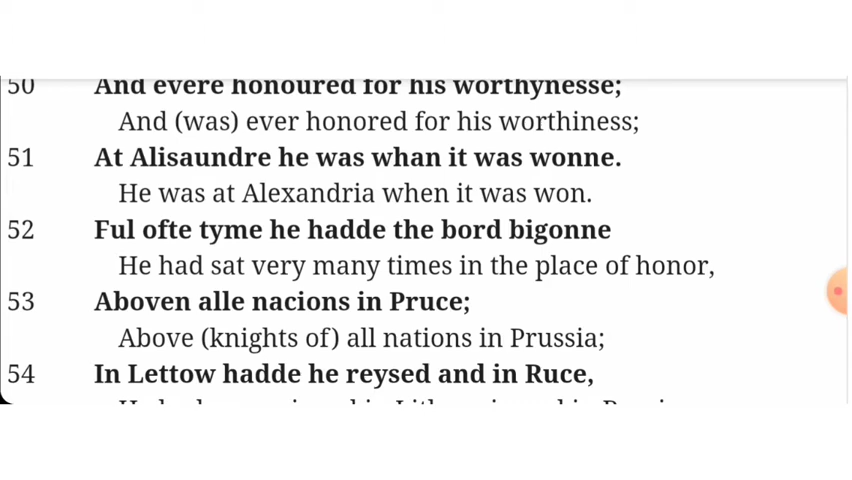 50 And evere honoured for his worthynesse;
And (was) ever honored for his worthiness;
51 At Alisaundre he was whan it was wonne.
He was at Alexandria when it was won.
52 Ful ofte tyme he hadde the bord bigonne
He had sat very many times in the place of honor,
53 Aboven alle nacions in Pruce;
Above (knights of) all nations in Prussia;
54 In Lettow hadde he reysed and in Ruce,